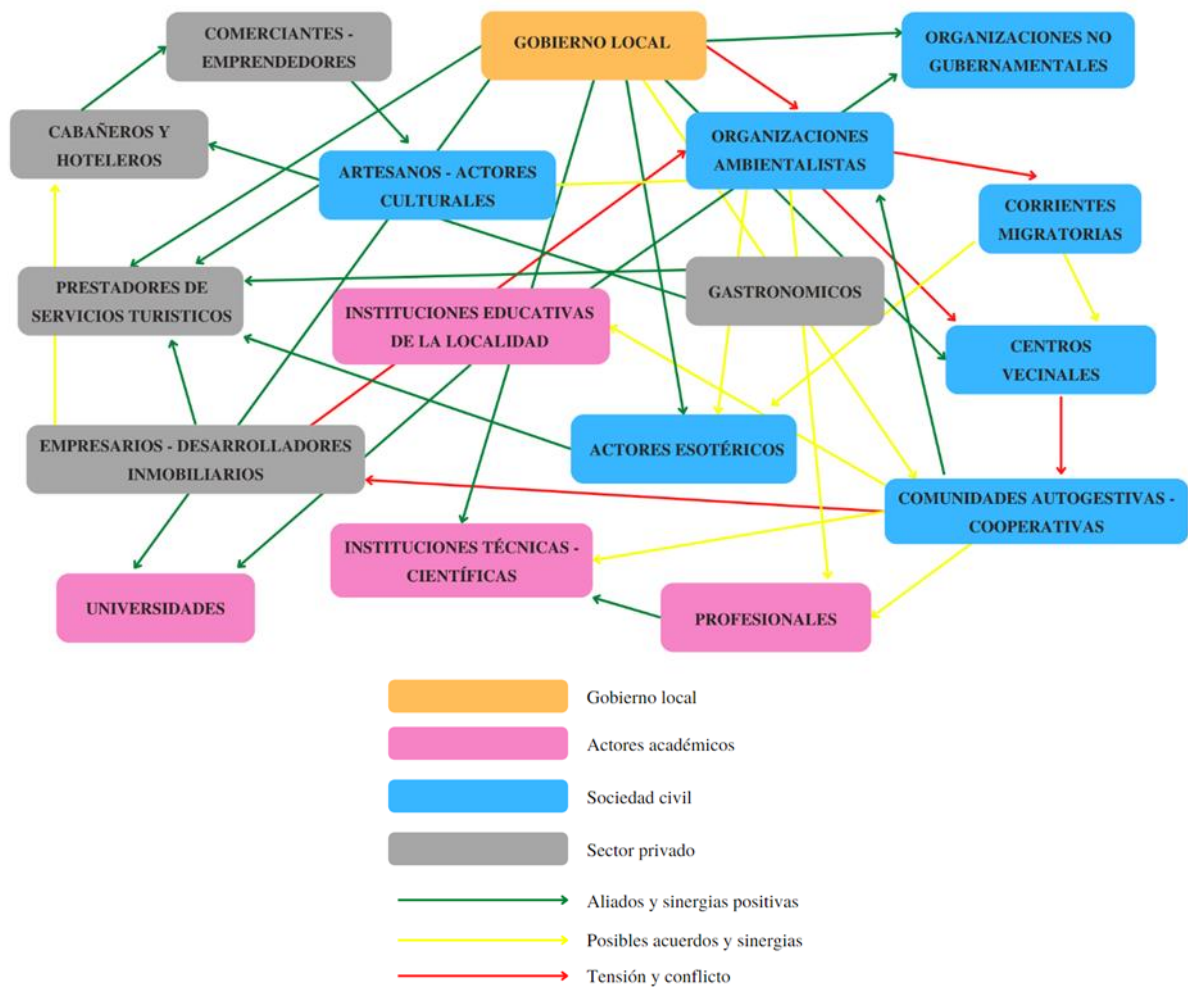 COMERCIANTES -
EMPRENDEDORES
GOBIERNO LOCAL
ORGANIZACIONES NO
GUBERNAMENTALES
CABAÑEROS Y
HOTELEROS
ORGANIZACIONES
AMBIENTALISTAS
ARTESANOS - ACTORES
CULTURALES
CORRIENTES
MIGRATORIAS
PRESTADORES DE
SERVICIOS TURISTICOS
GASTRONOMICOS
INSTITUCIONES EDUCATIVAS
DE LA LOCALIDAD
CENTROS
VECINALES
EMPRESARIOS - DESARROLLADORES
INMOBILIARIOS
ACTORES ESOTÉRICOS
COMUNIDADES AUTOGESTIVAS -
COOPERATIVAS
INSTITUCIONES TÉCNICAS -
CIENTÍFICAS
UNIVERSIDADES
PROFESIONALES
Gobierno local
Actores académicos
Sociedad civil
Sector privado
Aliados y sinergias positivas
Posibles acuerdos y sinergias
Tensión y conflicto